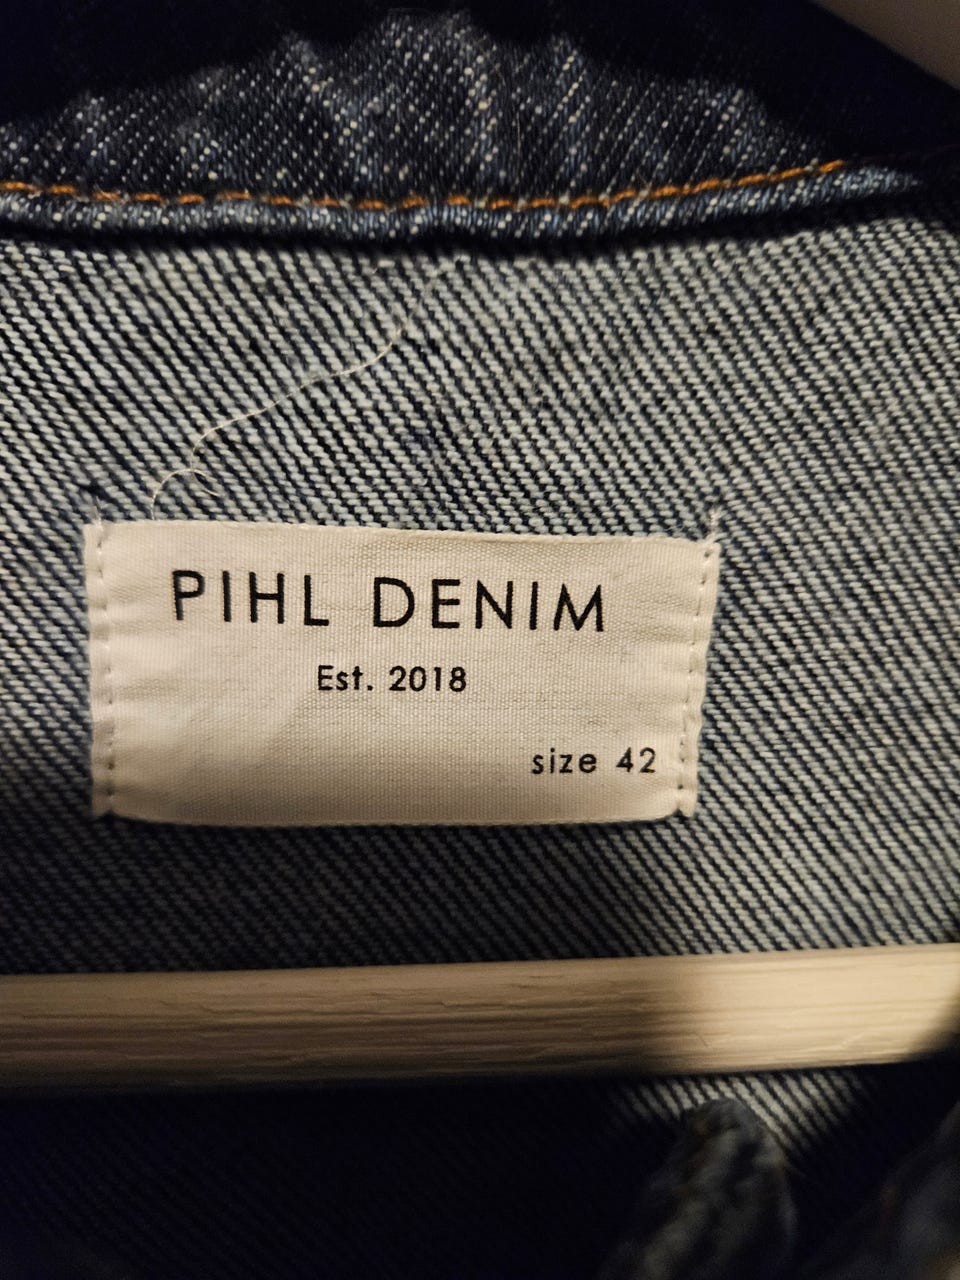 PIHL DENIM
Est. 2018
size 42